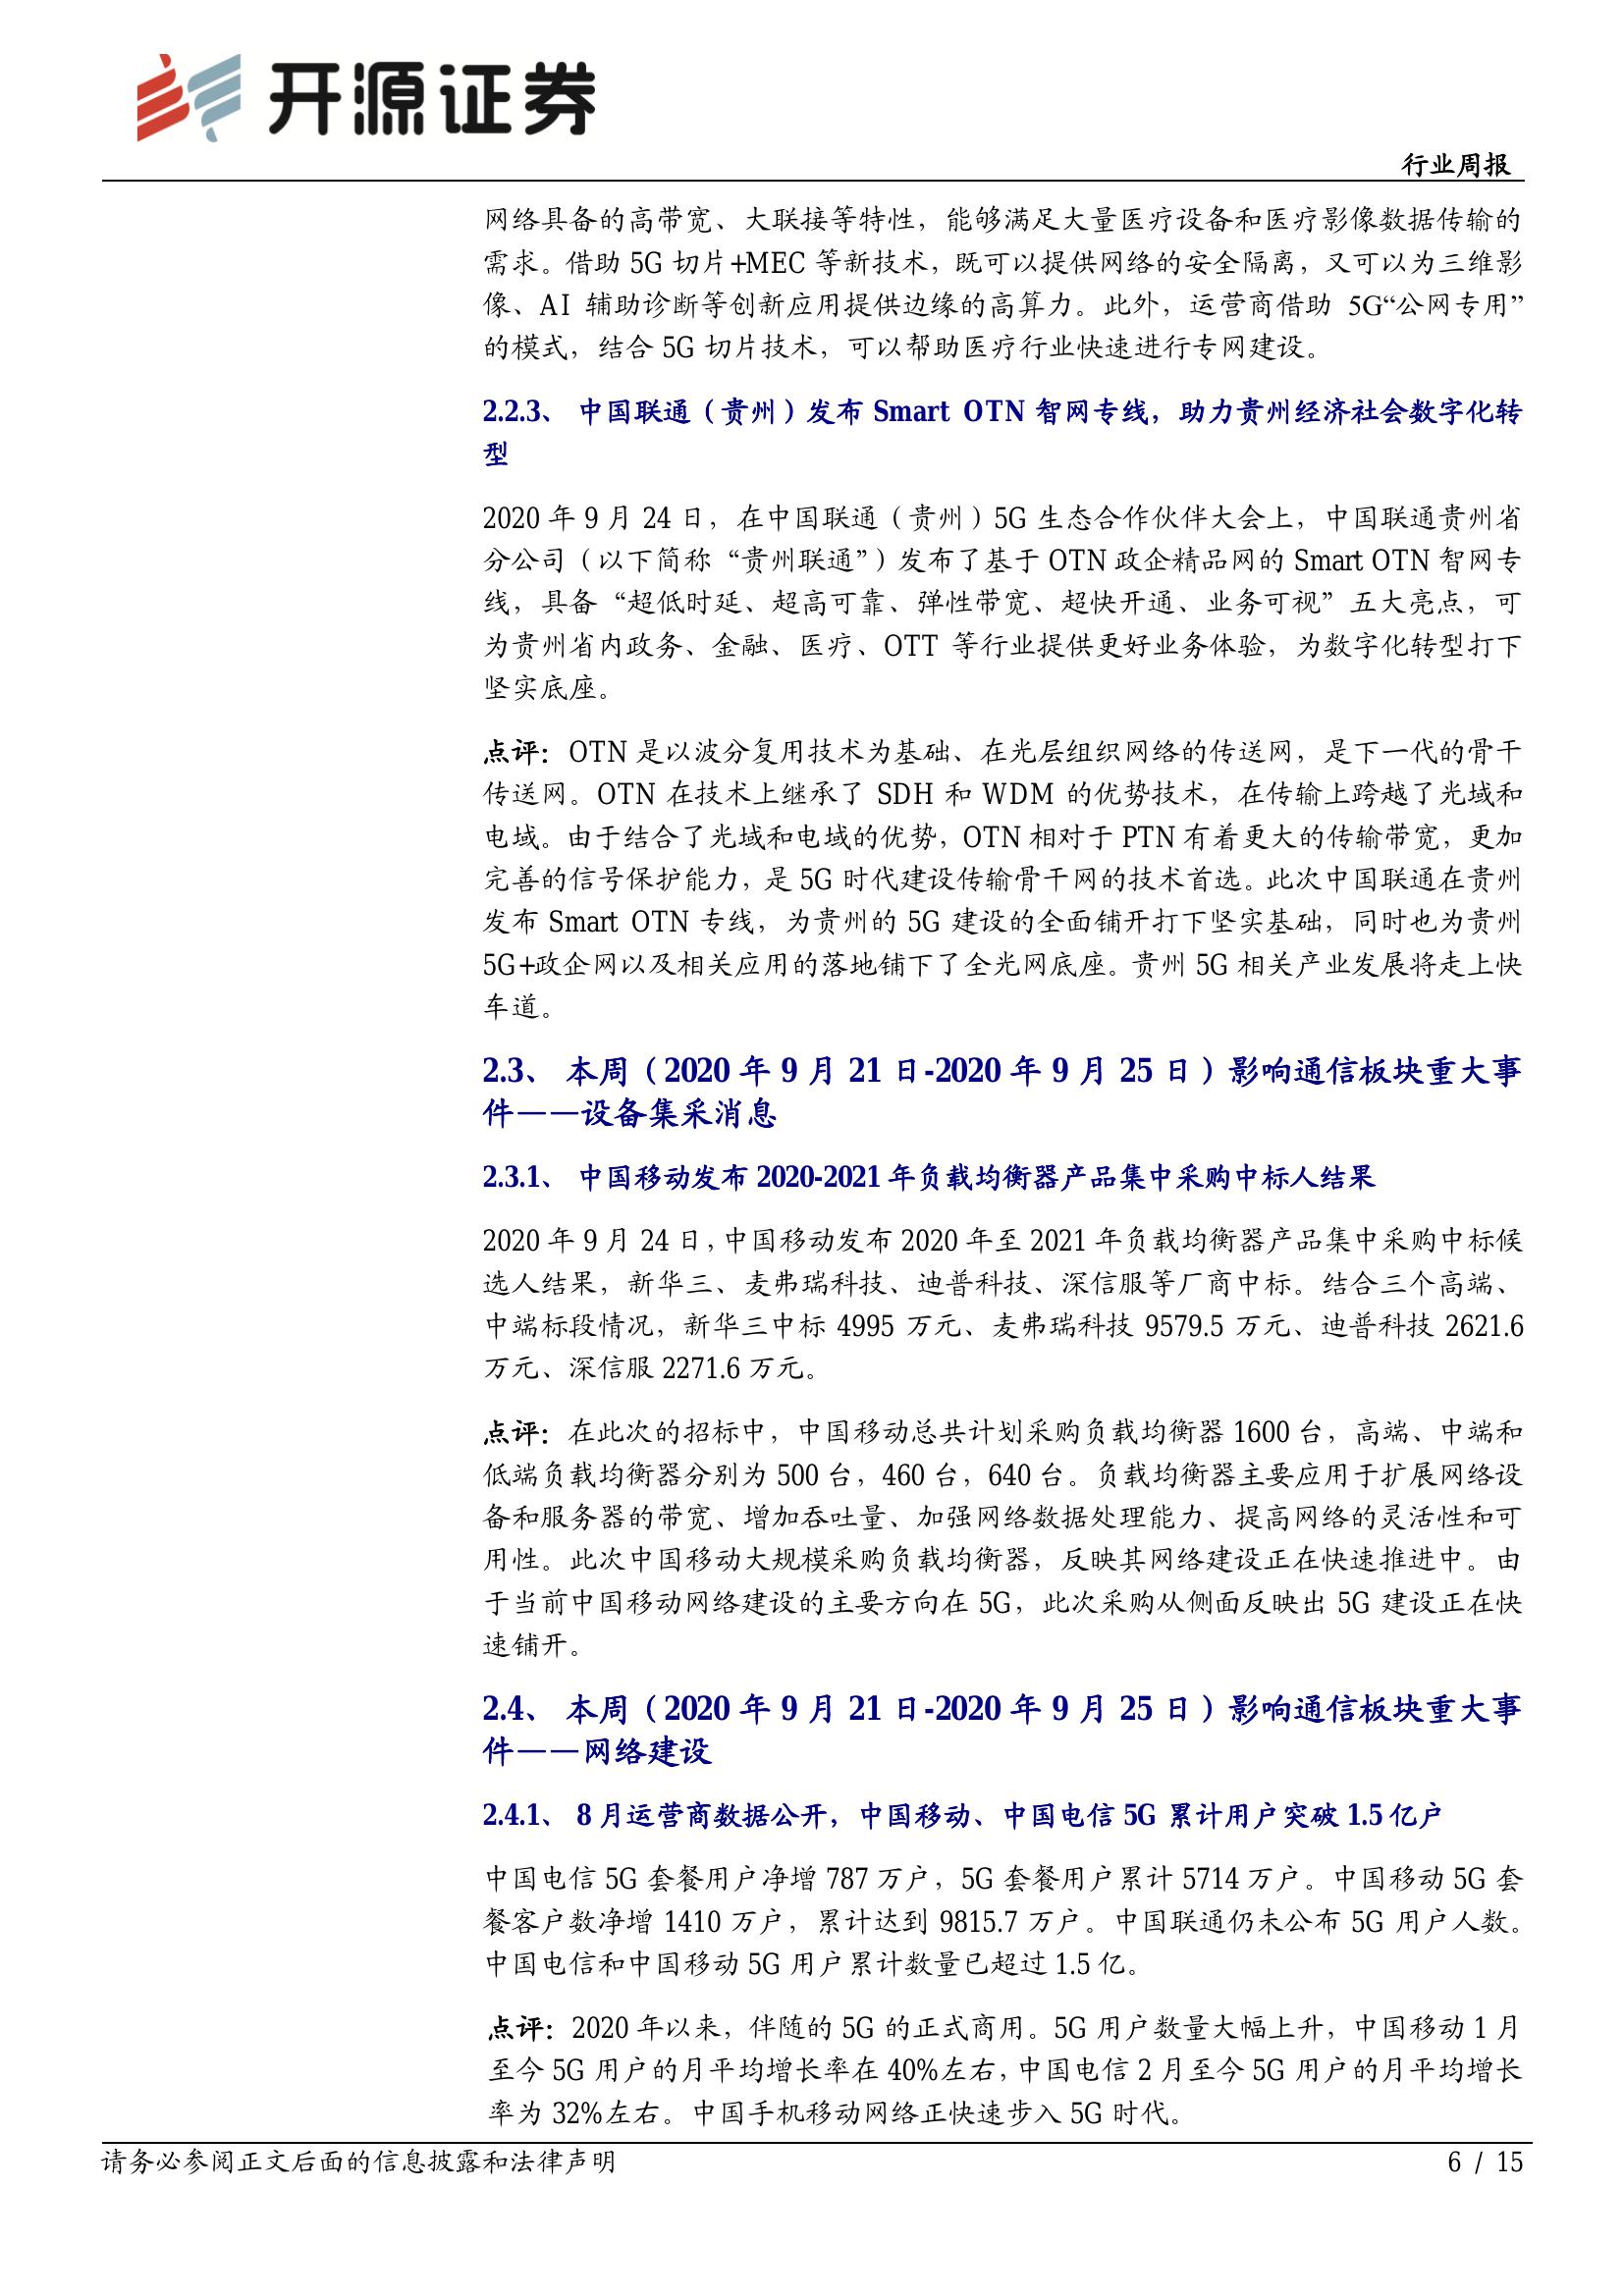 开源证券
行业周报
网络具备的高带宽、大联接等特性，能够满足大量医疗设备和医疗影像数据传输的
需求。借助 5G 切片+MEC 等新技术，既可以提供网络的安全隔离，又可以为三维影
像、AI 辅助诊断等创新应用提供边缘的高算力。此外，运营商借助 5G“公网专用”
的模式，结合 5G 切片技术，可以帮助医疗行业快速进行专网建设。
2.2.3、 中国联通（贵州）发布 Smart OTN 智网专线，助力贵州经济社会数字化转
型
2020 年 9 月 24 日，在中国联通（贵州）5G 生态合作伙伴大会上，中国联通贵州省
分公司（以下简称“贵州联通”）发布了基于 OTN 政企精品网的 Smart OTN 智网专
线，具备“超低时延、超高可靠、弹性带宽、超快开通、业务可视”五大亮点，可
为贵州省内政务、金融、医疗、OTT 等行业提供更好业务体验，为数字化转型打下
坚实底座。
点评：OTN 是以波分复用技术为基础、在光层组织网络的传送网，是下一代的骨干
传送网。OTN 在技术上继承了 SDH 和 WDM 的优势技术，在传输上跨越了光域和
电域。由于结合了光域和电域的优势，OTN 相对于 PTN 有着更大的传输带宽，更加
完善的信号保护能力，是 5G 时代建设传输骨干网的技术首选。此次中国联通在贵州
发布 Smart OTN 专线，为贵州的 5G 建设的全面铺开打下坚实基础，同时也为贵州
5G+政企网以及相关应用的落地铺下了全光网底座。贵州 5G 相关产业发展将走上快
车道。
2.3、 本周（2020 年 9 月 21 日-2020 年 9 月 25 日）影响通信板块重大事
件——设备集采消息
2.3.1、 中国移动发布 2020-2021 年负载均衡器产品集中采购中标人结果
2020 年 9 月 24 日，中国移动发布 2020 年至 2021 年负载均衡器产品集中采购中标候
选人结果，新华三、麦弗瑞科技、迪普科技、深信服等厂商中标。结合三个高端、
中端标段情况，新华三中标 4995 万元、麦弗瑞科技 9579.5 万元、迪普科技 2621.6
万元、深信服 2271.6 万元。
点评：在此次的招标中，中国移动总共计划采购负载均衡器 1600 台，高端、中端和
低端负载均衡器分别为 500 台，460 台，640 台。负载均衡器主要应用于扩展网络设
备和服务器的带宽、增加吞吐量、加强网络数据处理能力、提高网络的灵活性和可
用性。此次中国移动大规模采购负载均衡器，反映其网络建设正在快速推进中。由
于当前中国移动网络建设的主要方向在 5G，此次采购从侧面反映出 5G 建设正在快
速铺开。
2.4、 本周（2020 年 9 月 21 日-2020 年 9 月 25 日）影响通信板块重大事
件——网络建设
2.4.1、 8 月运营商数据公开，中国移动、中国电信 5G 累计用户突破 1.5 亿户
中国电信 5G 套餐用户净增 787 万户，5G 套餐用户累计 5714 万户。中国移动 5G 套
餐客户数净增 1410 万户，累计达到 9815.7 万户。中国联通仍未公布 5G 用户人数。
中国电信和中国移动 5G 用户累计数量已超过 1.5 亿。
点评：2020 年以来，伴随的 5G 的正式商用。5G 用户数量大幅上升，中国移动 1 月
至今 5G 用户的月平均增长率在 40%左右，中国电信 2 月至今 5G 用户的月平均增长
率为 32%左右。中国手机移动网络正快速步入 5G 时代。
请务必参阅正文后面的信息披露和法律声明
6 / 15